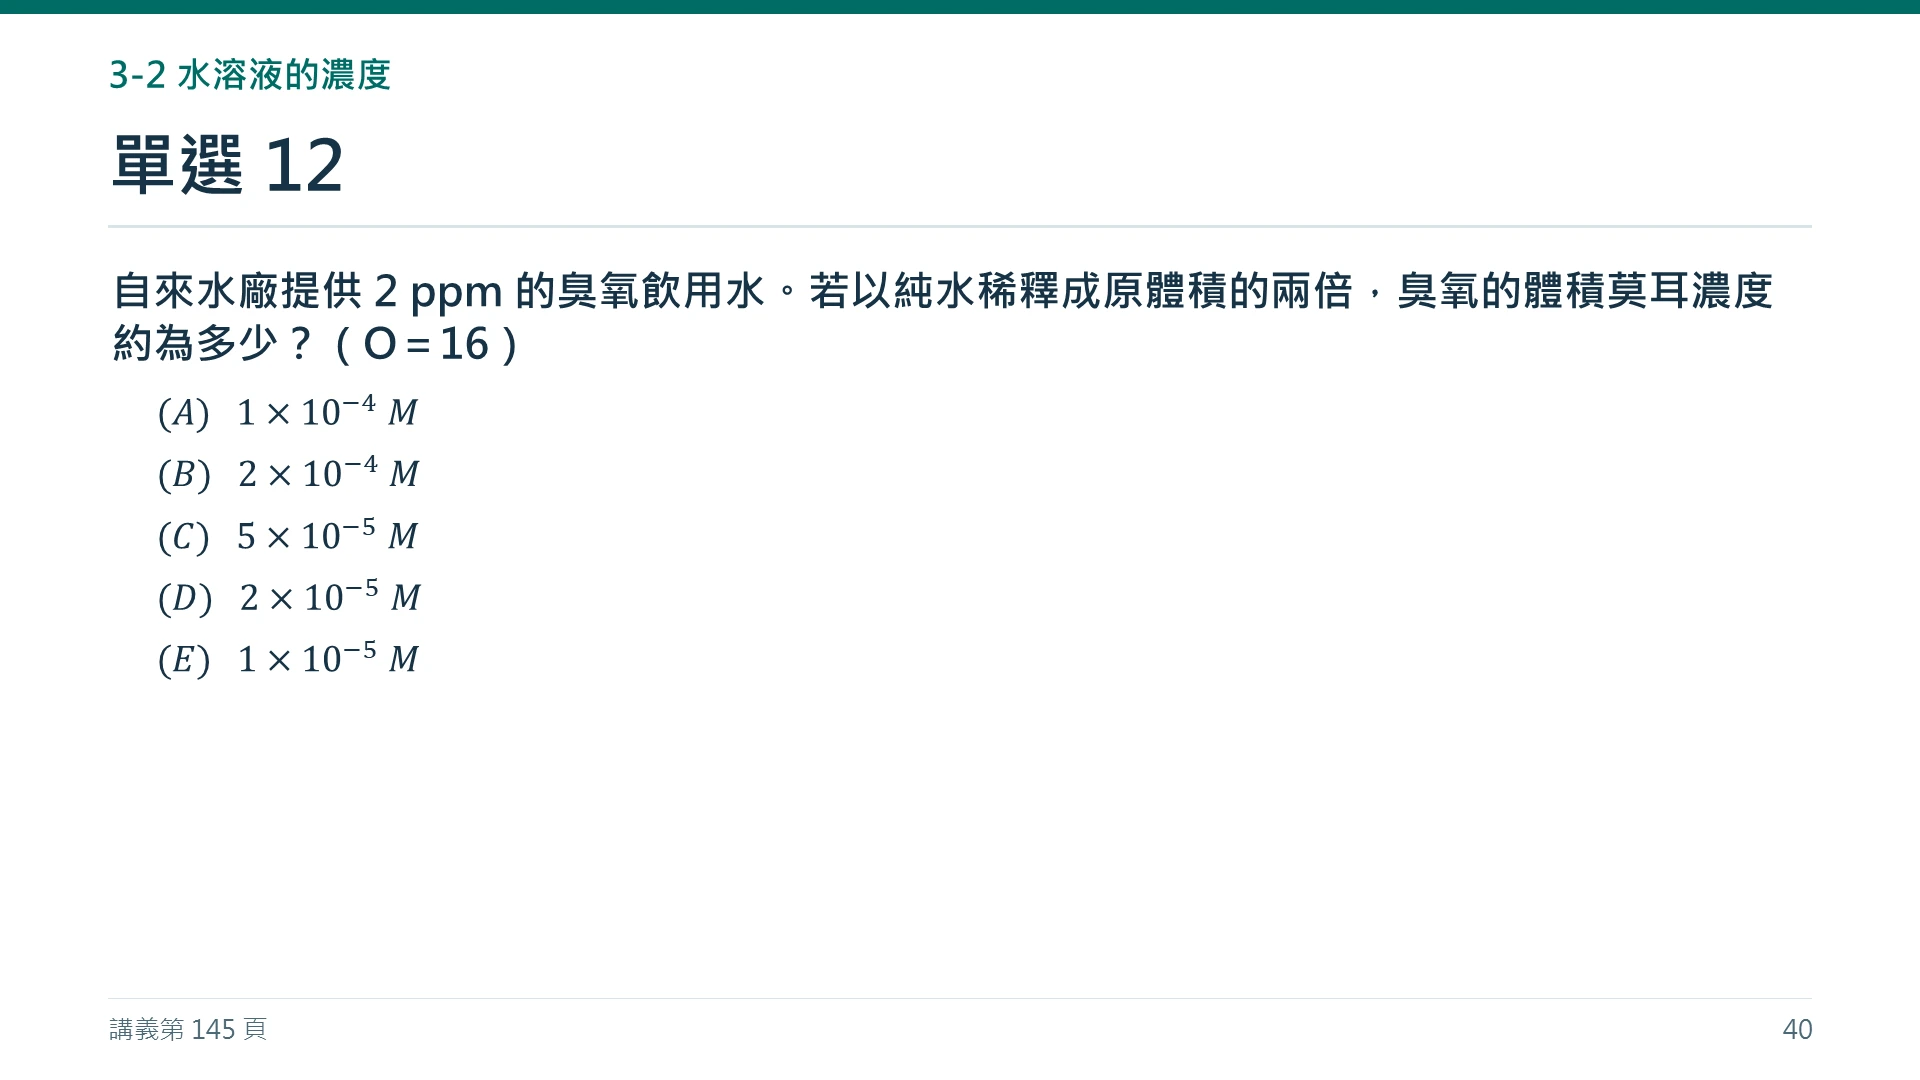 3-2 水溶液的濃度
單選 12
自來水廠提供 2 ppm 的臭氧飲用水。若以純水稀釋成原體積的兩倍，臭氧的體積莫耳濃度
約為多少？（O = 16）
(A) 1 × 10⁻⁴ M
(B) 2 × 10⁻⁴ M
(C) 5 × 10⁻⁵ M
(D) 2 × 10⁻⁵ M
(E) 1 × 10⁻⁵ M
講義第 145 頁
40